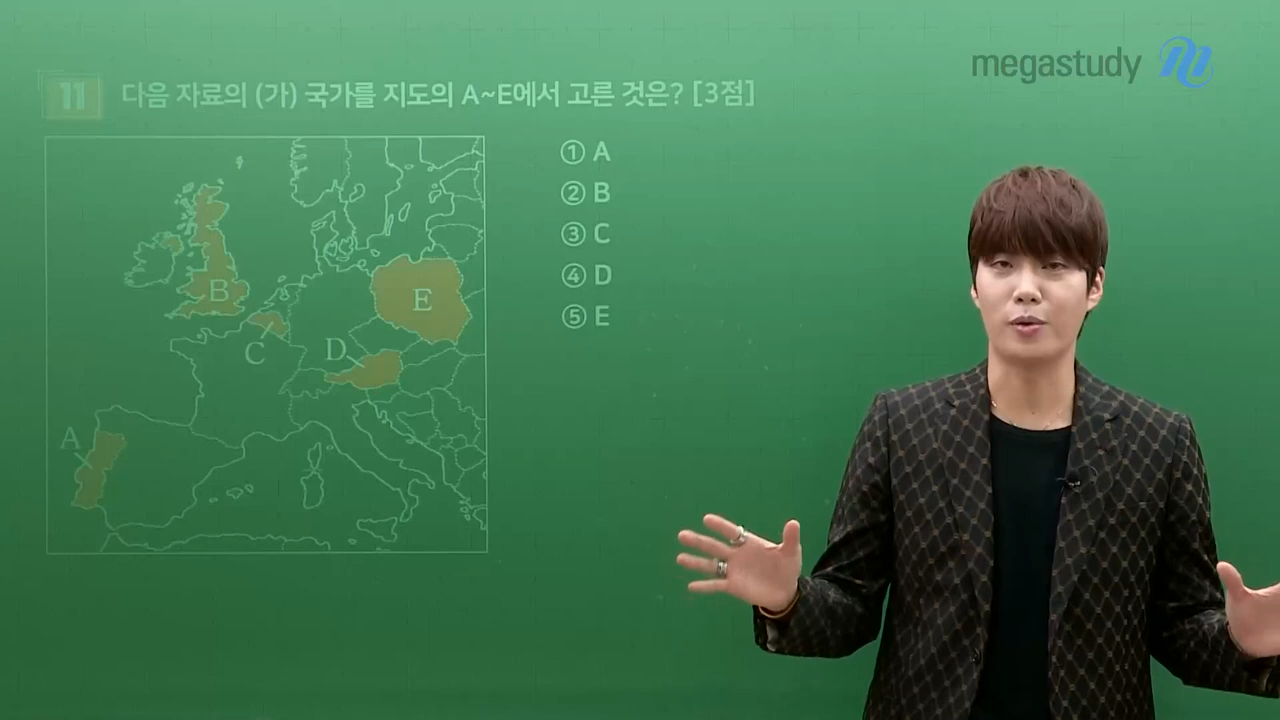 megastudy
11 다음 자료의 (가) 국가를 지도의 A~E에서 고른 것은? [3점]
① A
② B
③ C
④ D
⑤ E
B
E
C
D
A